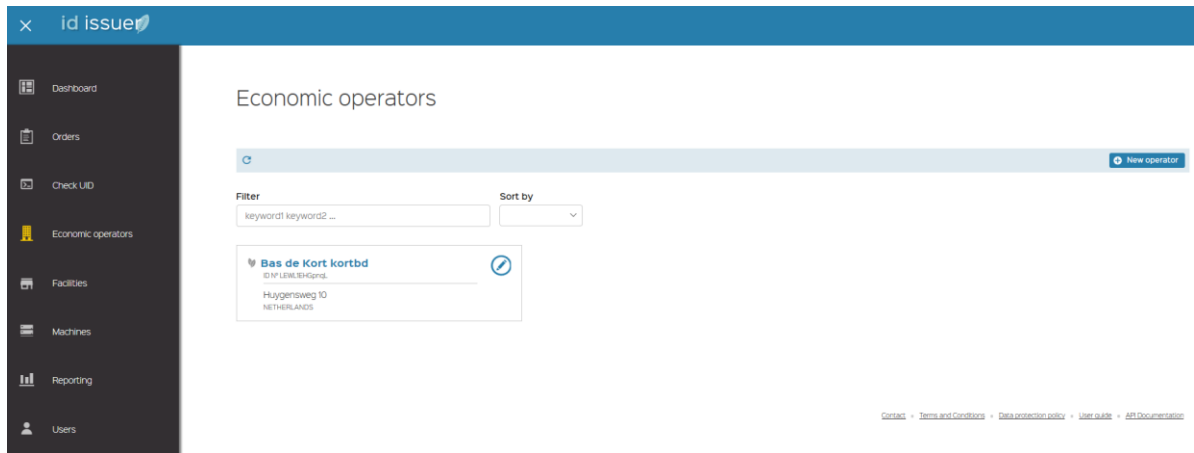 id issuer
Dashboard
Orders
Check UID
Economic operators
Facilities
Machines
Reporting
Users
Economic operators
New operator
Filter
Sort by
keyword1 keyword2 ...
Bas de Kort kortbd
ID N°
Huygensweg 10
NETHERLANDS
Contact
Terms and Conditions
Data protection policy
User guide
API Documentation